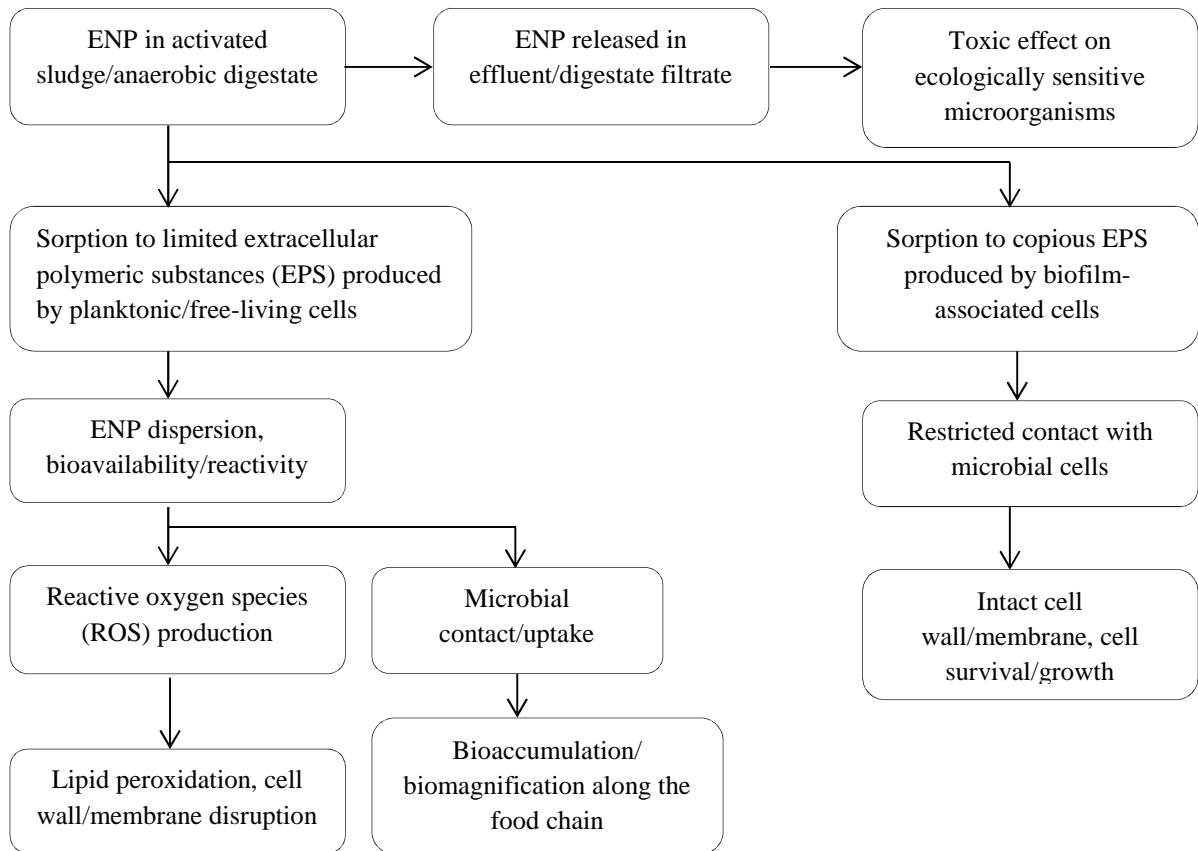 ENP in activated
sludge/anaerobic digestate
ENP released in
effluent/digestate filtrate
Toxic effect on
ecologically sensitive
microorganisms
Sorption to limited extracellular
polymeric substances (EPS) produced
by planktonic/free-living cells
Sorption to copious EPS
produced by biofilm-
associated cells
ENP dispersion,
bioavailability/reactivity
Restricted contact with
microbial cells
Reactive oxygen species
(ROS) production
Microbial
contact/uptake
Intact cell
wall/membrane, cell
survival/growth
Lipid peroxidation, cell
wall/membrane disruption
Bioaccumulation/
biomagnification along the
food chain